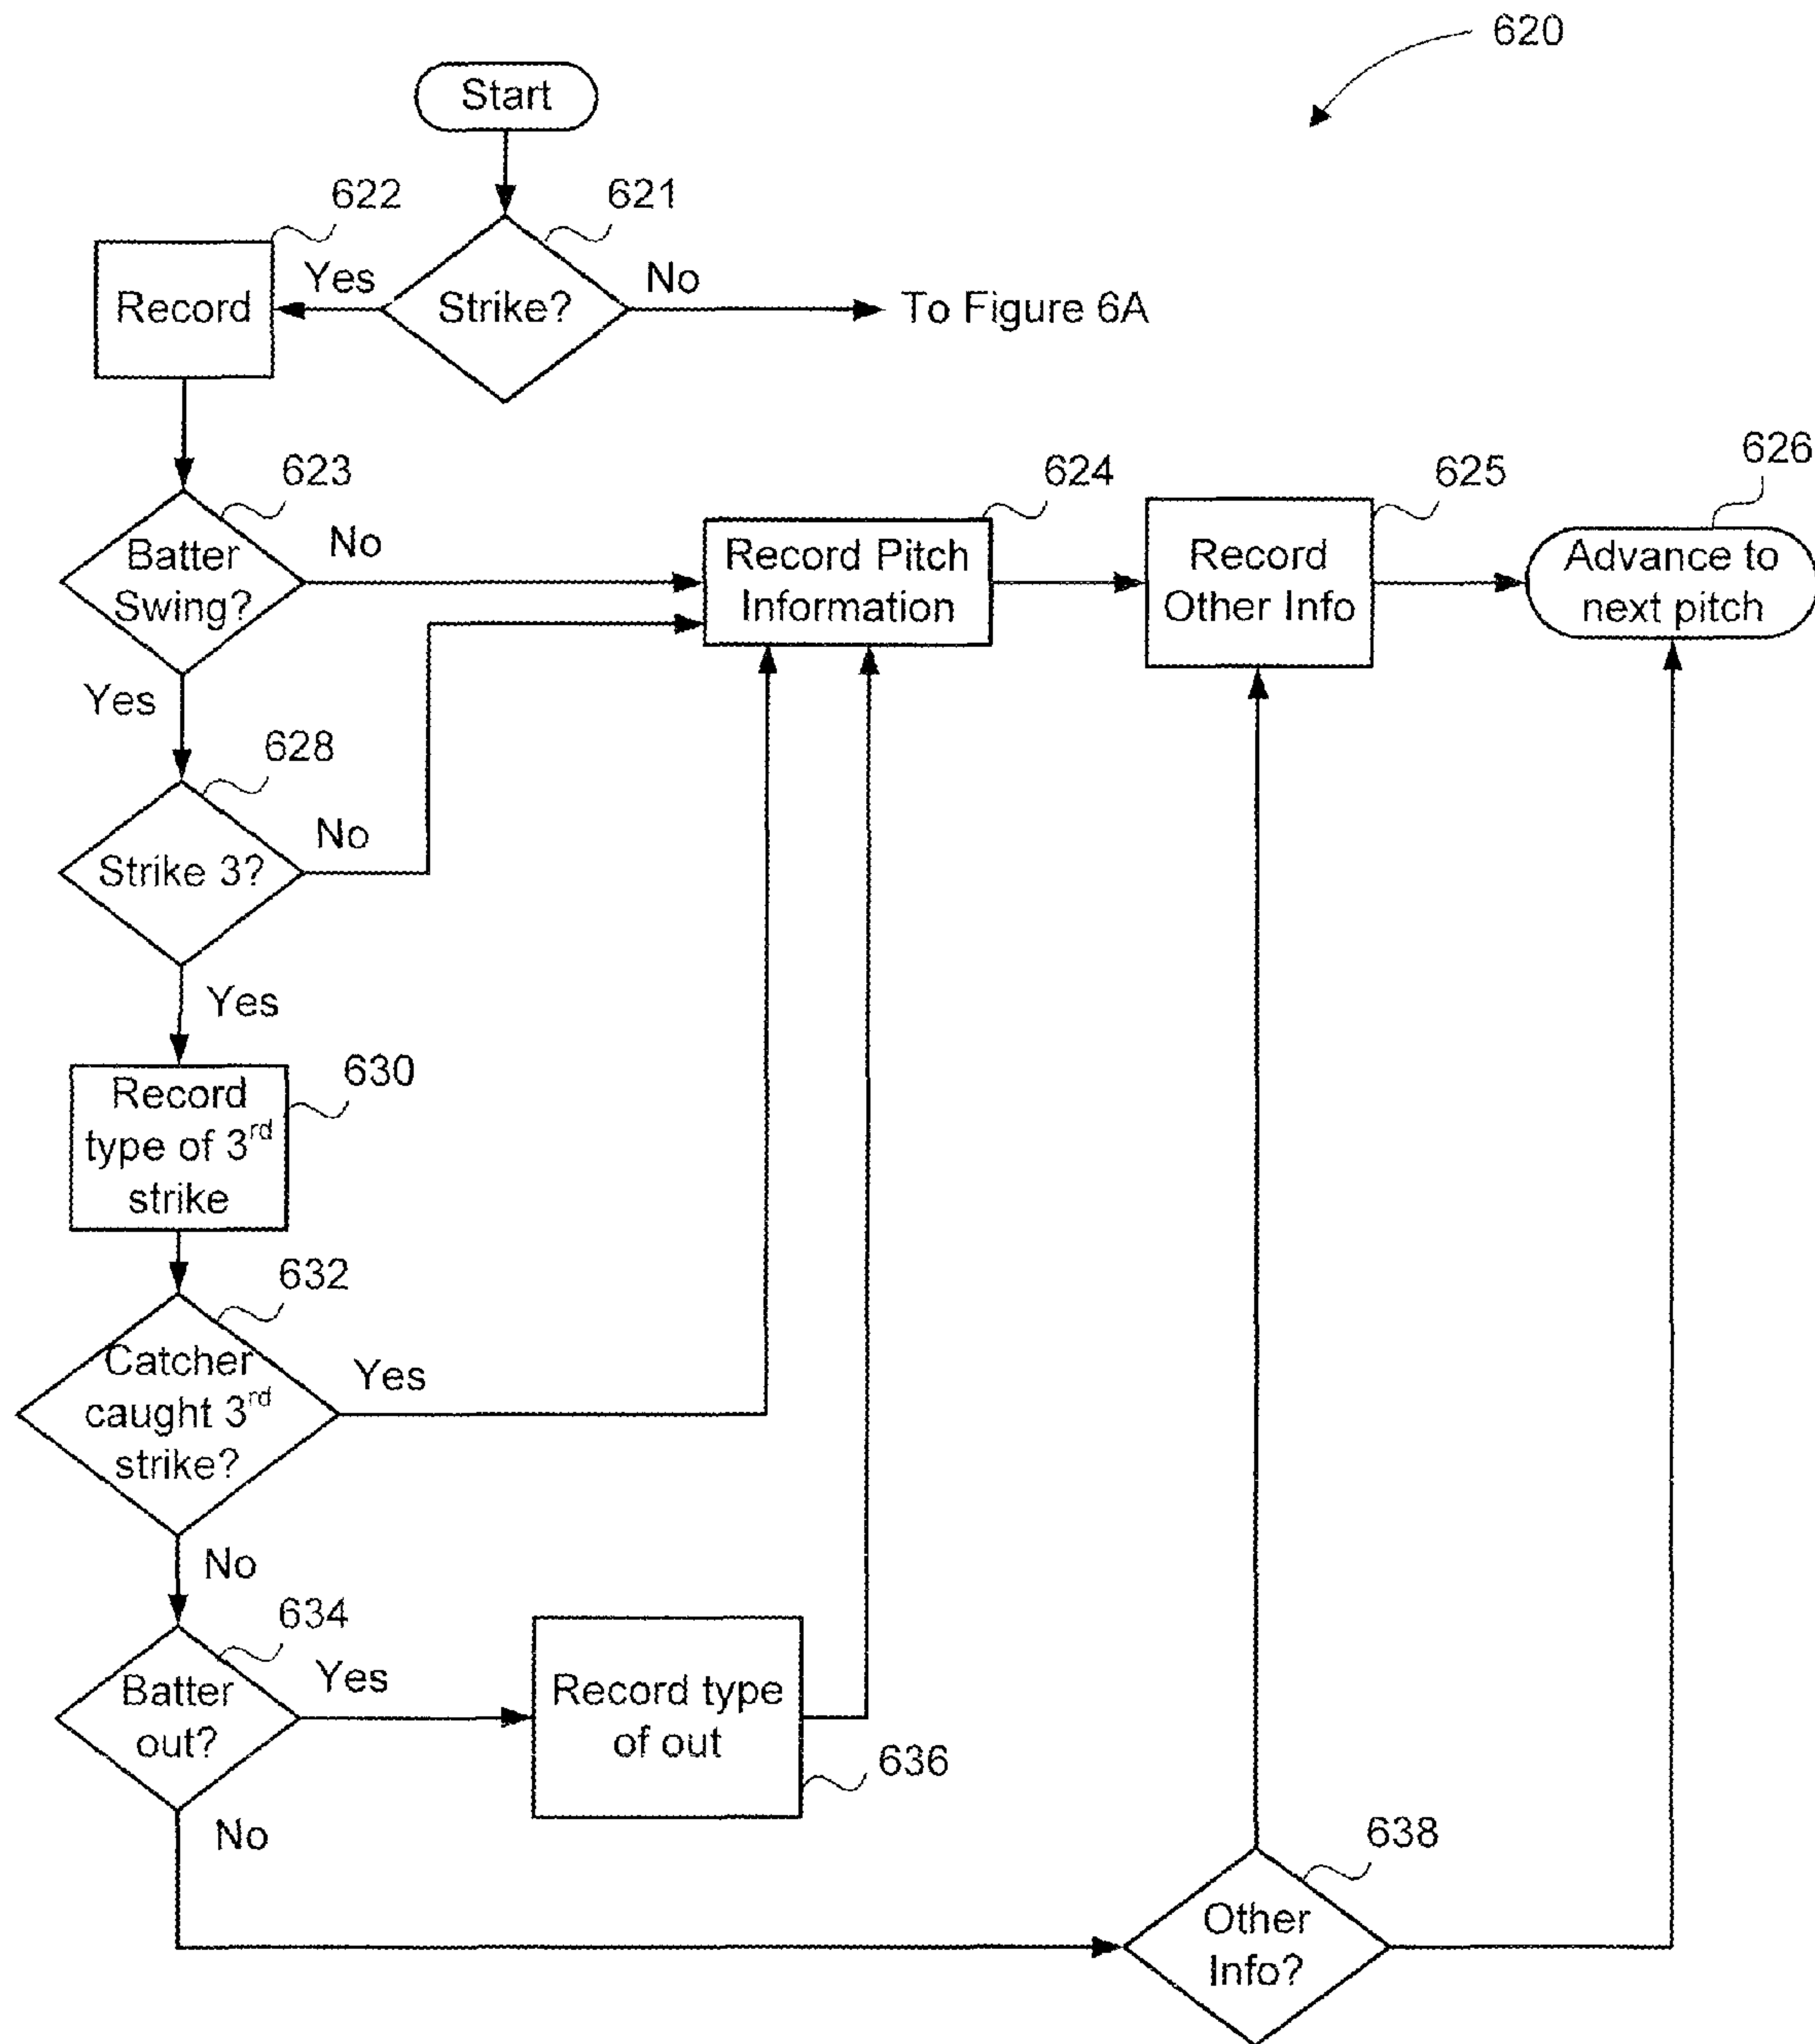 620
Start
622
621
Yes
No
Record
Strike?
To Figure 6A
623
624
625
626
Batter
Swing?
No
Record Pitch
Information
Record
Other Info
Advance to
next pitch
Yes
628
No
Strike 3?
Yes
630
Record
type of 3rd
strike
632
Catcher
caught 3rd
strike?
Yes
No
634
Batter
out?
Yes
Record type
of out
636
No
638
Other
Info?